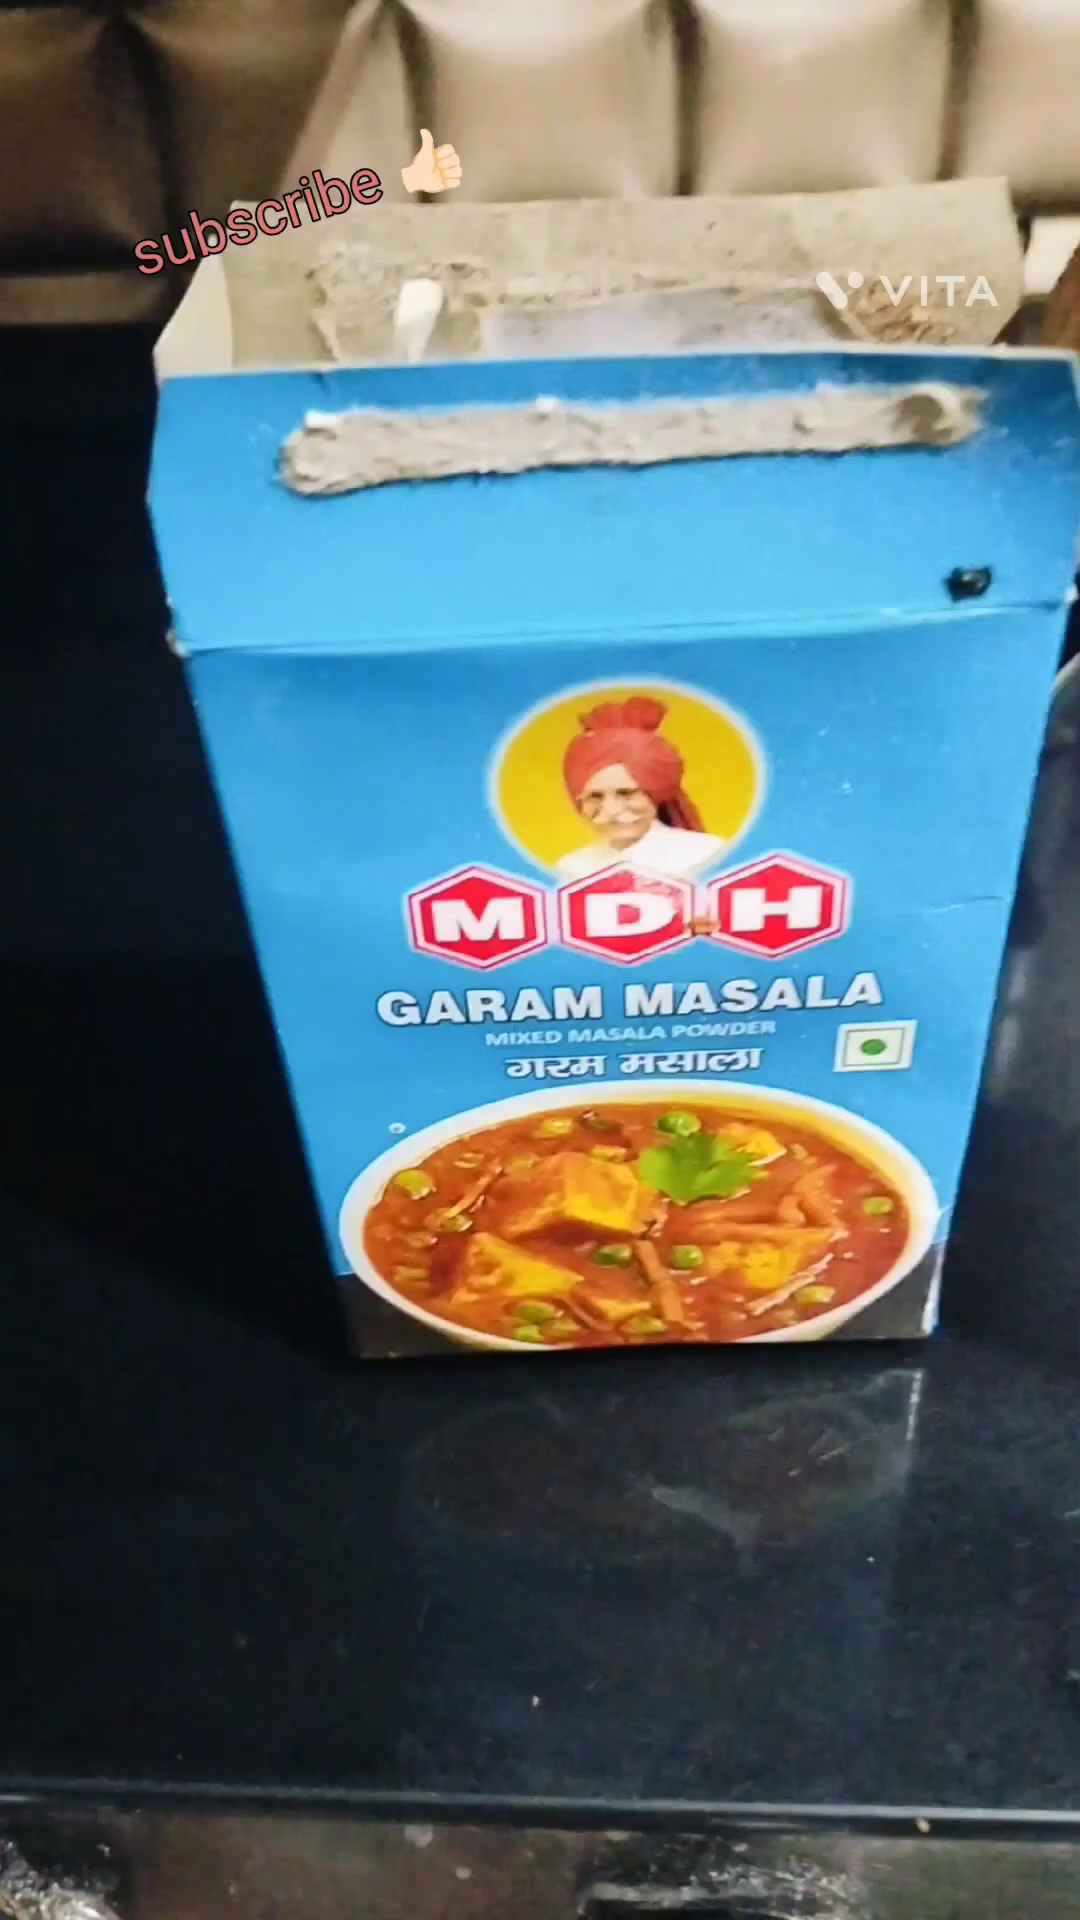 subscribe 👍🏻
VITA
MDH
GARAM MASALA
MIXED MASALA POWDER
गरम मसाला